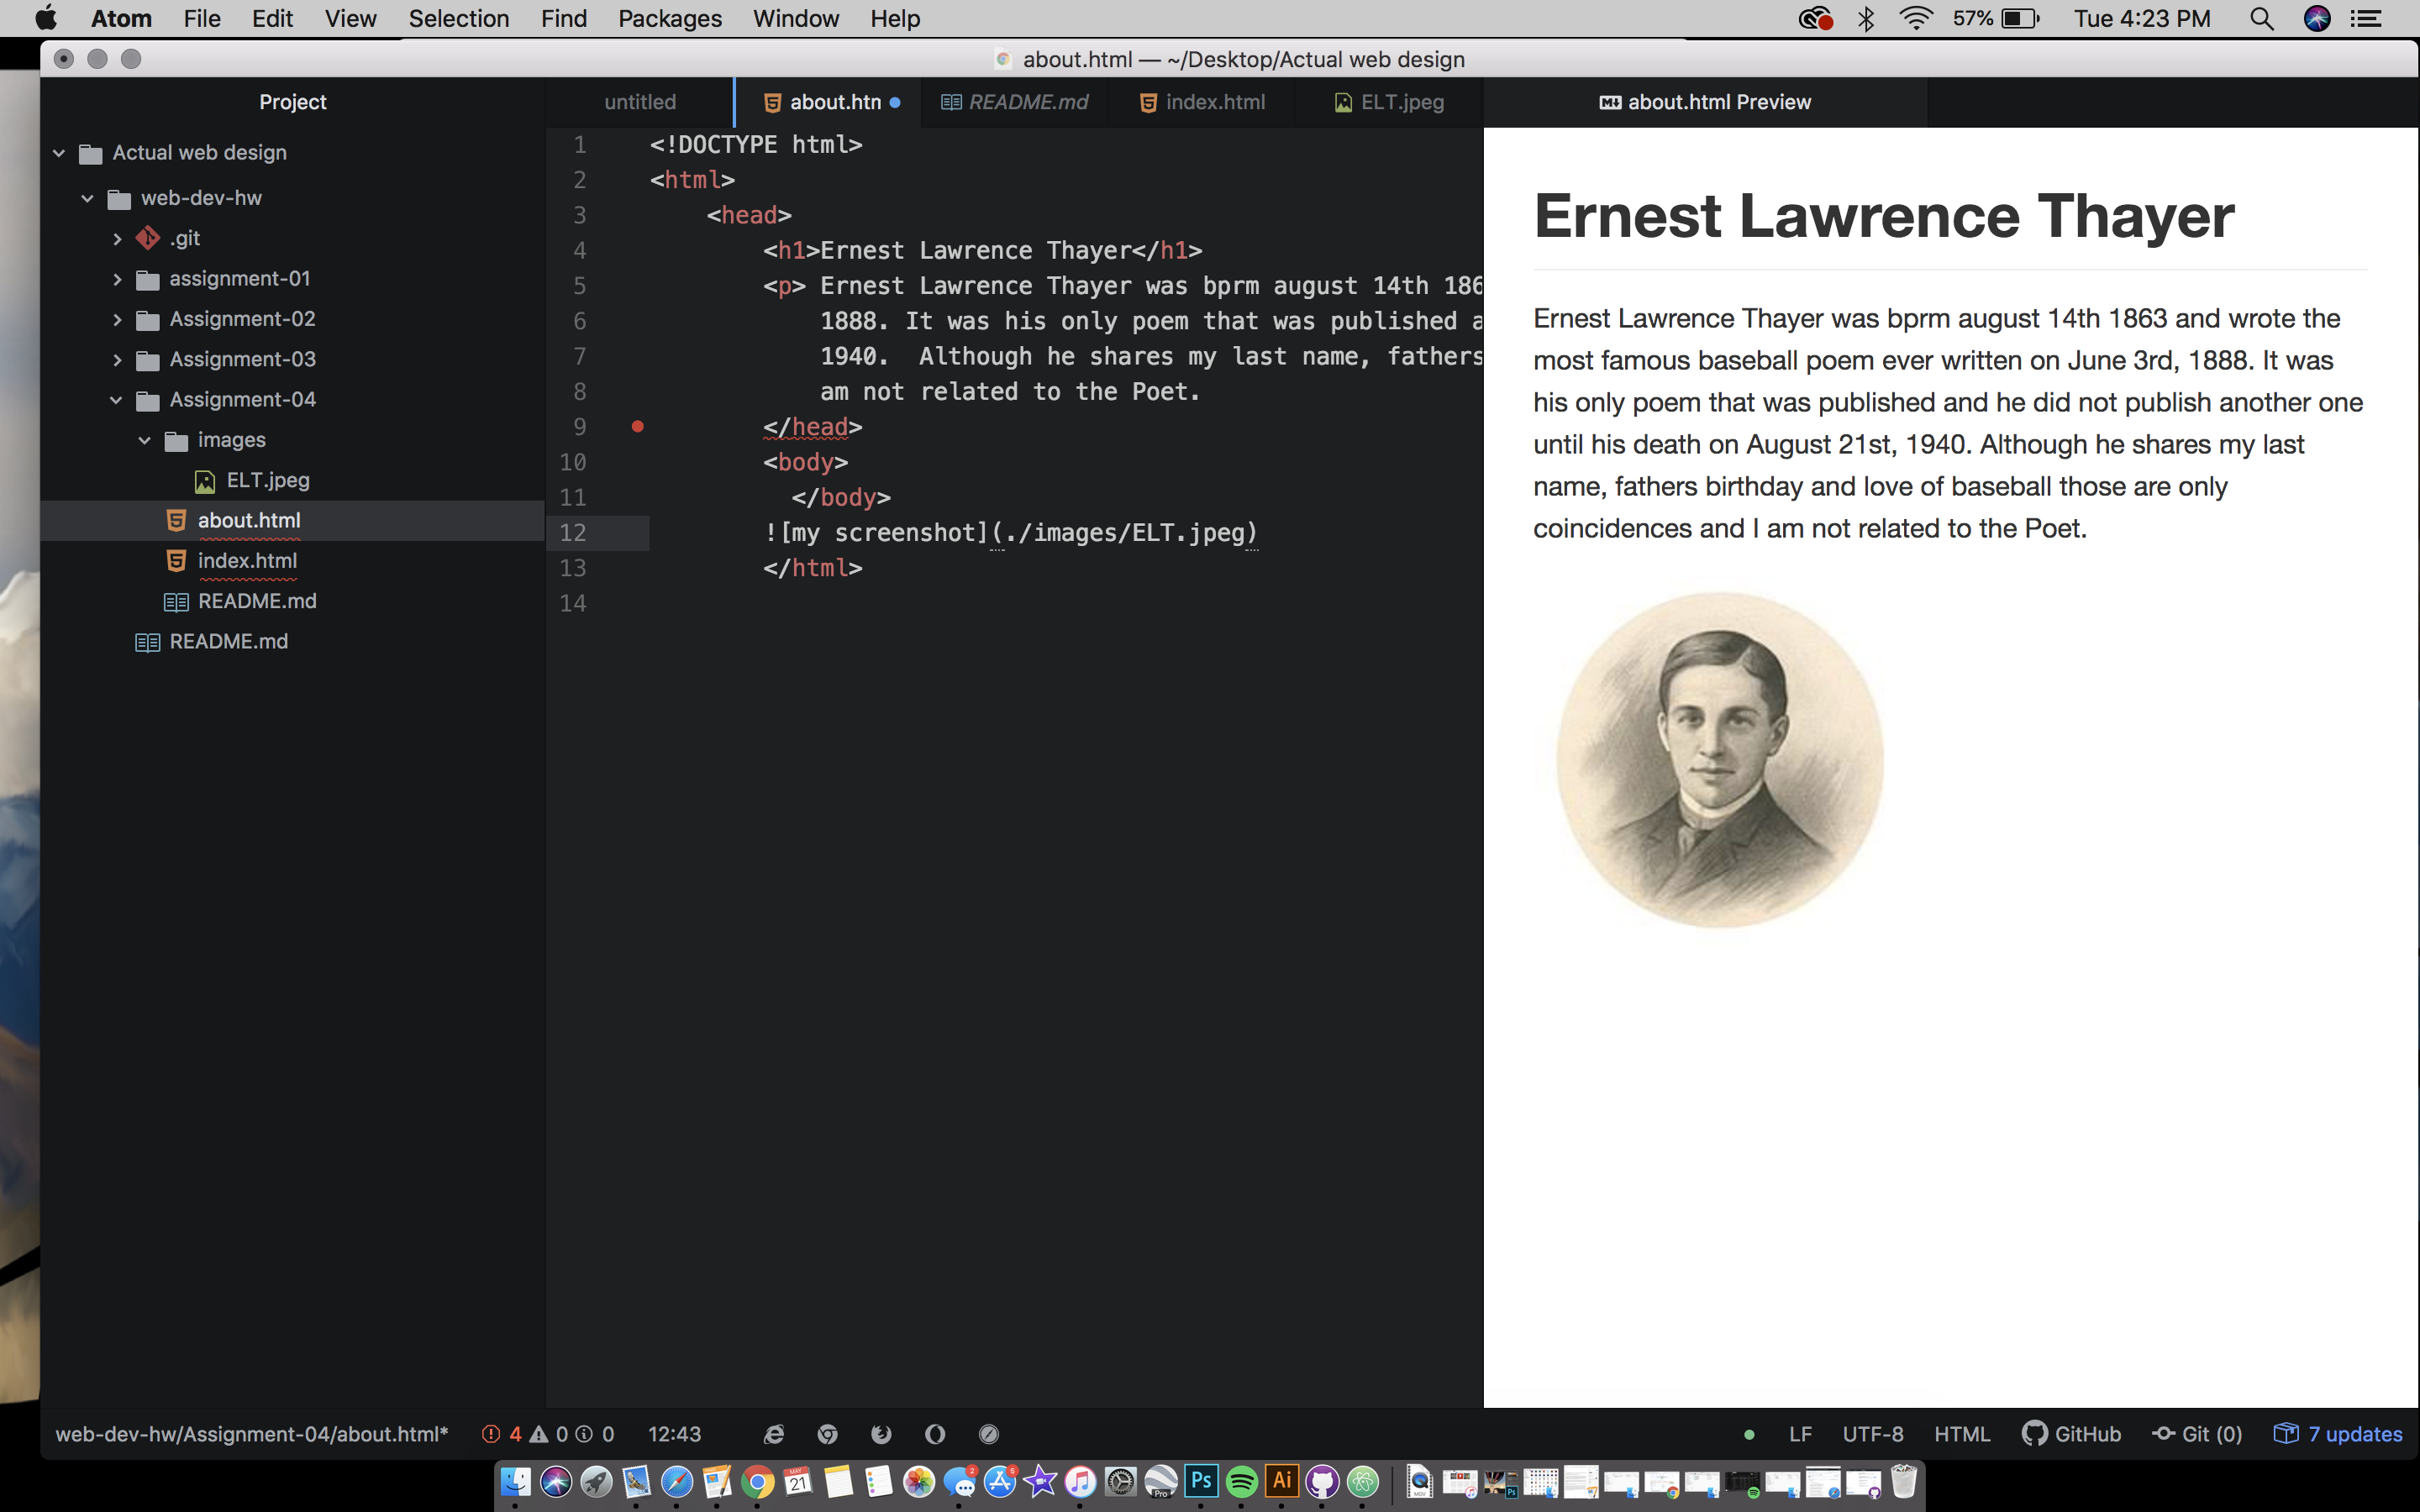 Atom File Edit View Selection Find Packages Window Help 57% Tue 4:23 PM
about.html — ~/Desktop/Actual web design
Project
untitled about.htn README.md index.html ELT.jpeg about.html Preview
Actual web design
web-dev-hw
.git
assignment-01
Assignment-02
Assignment-03
Assignment-04
images
ELT.jpeg
about.html
index.html
README.md
README.md
1 <!DOCTYPE html>
2 <html>
3 <head>
4 <h1>Ernest Lawrence Thayer</h1>
5 <p> Ernest Lawrence Thayer was bprm august 14th 186
6 1888. It was his only poem that was published a
7 1940.  Although he shares my last name, fathers
8 am not related to the Poet.
9 </head>
10 <body>
11 </body>
12 ![my screenshot](./images/ELT.jpeg)
13 </html>
14
Ernest Lawrence Thayer
Ernest Lawrence Thayer was bprm august 14th 1863 and wrote the
most famous baseball poem ever written on June 3rd, 1888. It was
his only poem that was published and he did not publish another one
until his death on August 21st, 1940. Although he shares my last
name, fathers birthday and love of baseball those are only
coincidences and I am not related to the Poet.
web-dev-hw/Assignment-04/about.html* 4 0 0 12:43 LF UTF-8 HTML GitHub Git (0) 7 updates
MAY 21 2 5 Pro Ps Ai